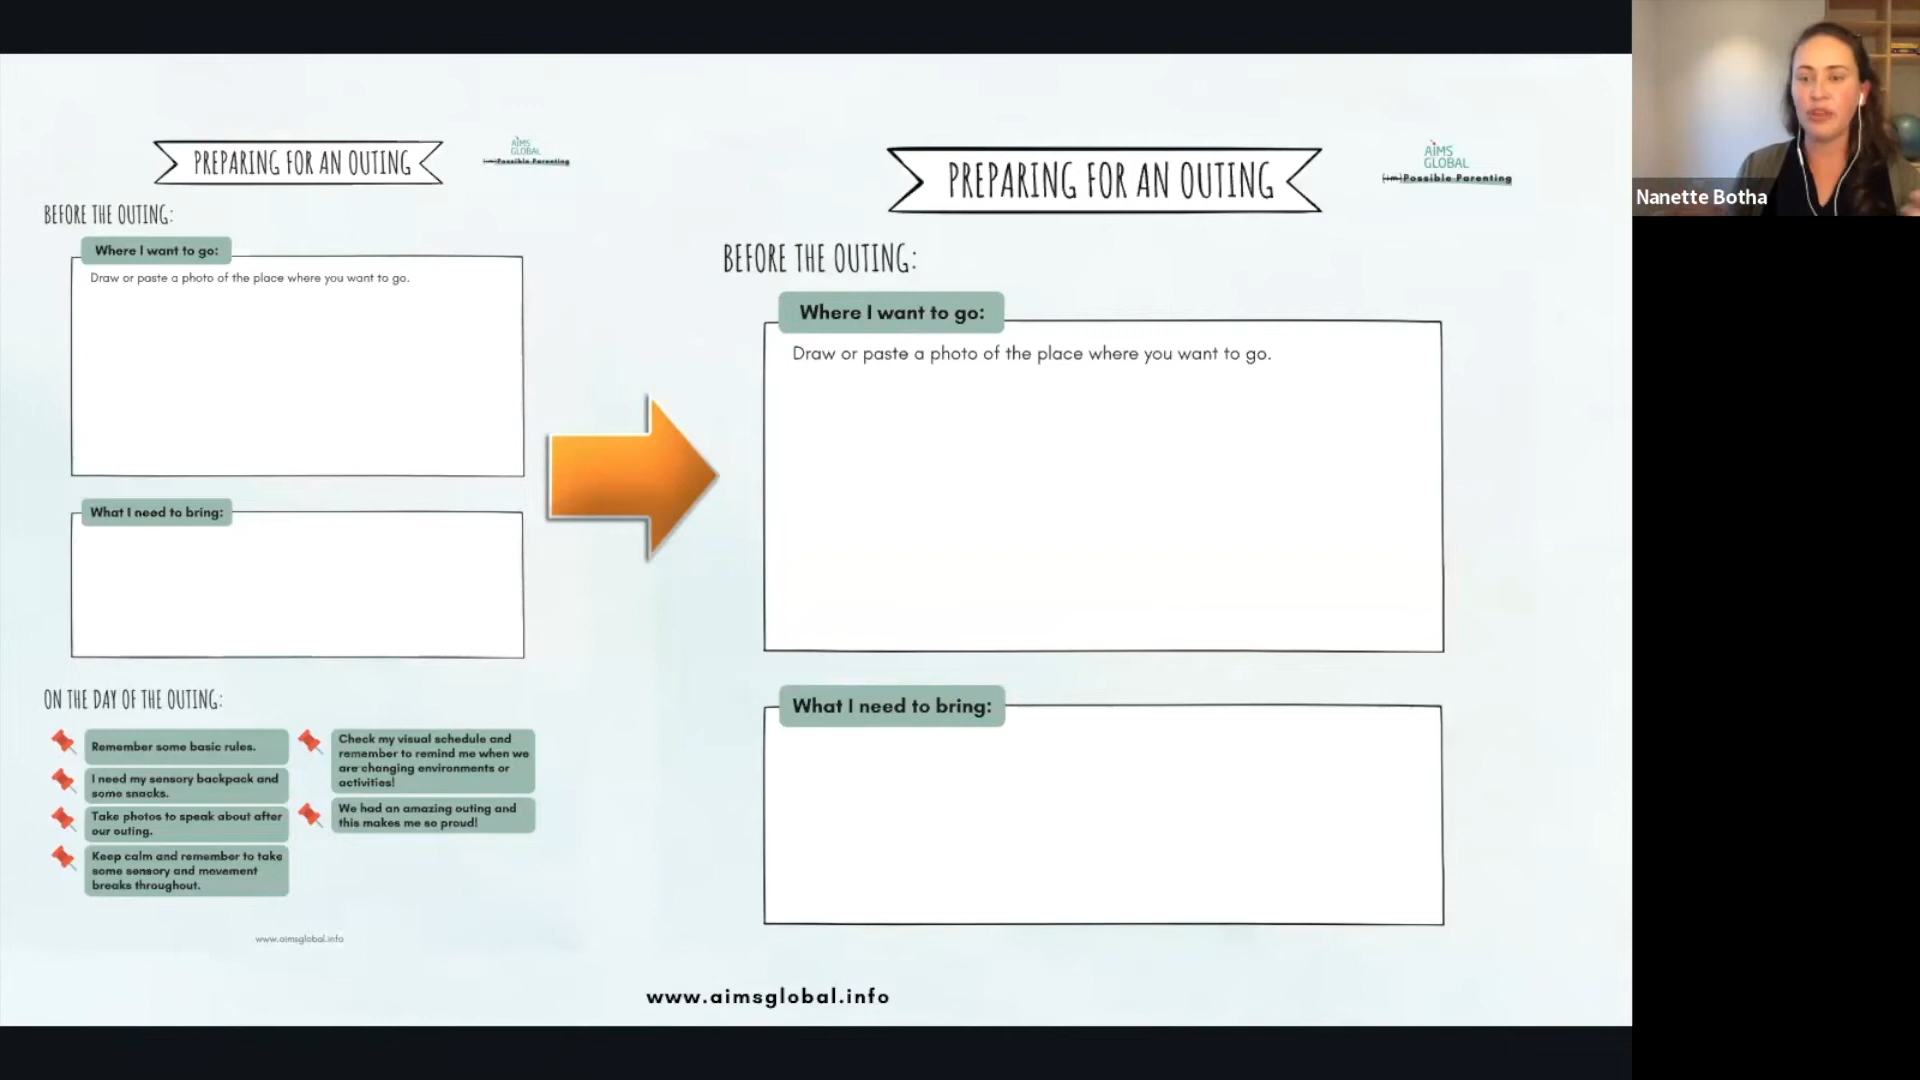 PREPARING FOR AN OUTING
AIMS
GLOBAL
(im)Possible Parenting
BEFORE THE OUTING:
Where I want to go:
Draw or paste a photo of the place where you want to go.
What I need to bring:
ON THE DAY OF THE OUTING:
Remember some basic rules.
I need my sensory backpack and
some snacks.
Take photos to speak about after
our outing.
Keep calm and remember to take
some sensory and movement
breaks throughout.
Check my visual schedule and
remember to remind me when we
are changing environments or
activities!
We had an amazing outing and
this makes me so proud!
www.aimsglobal.info
PREPARING FOR AN OUTING
AIMS
GLOBAL
(im)Possible Parenting
BEFORE THE OUTING:
Where I want to go:
Draw or paste a photo of the place where you want to go.
What I need to bring:
www.aimsglobal.info
Nanette Botha